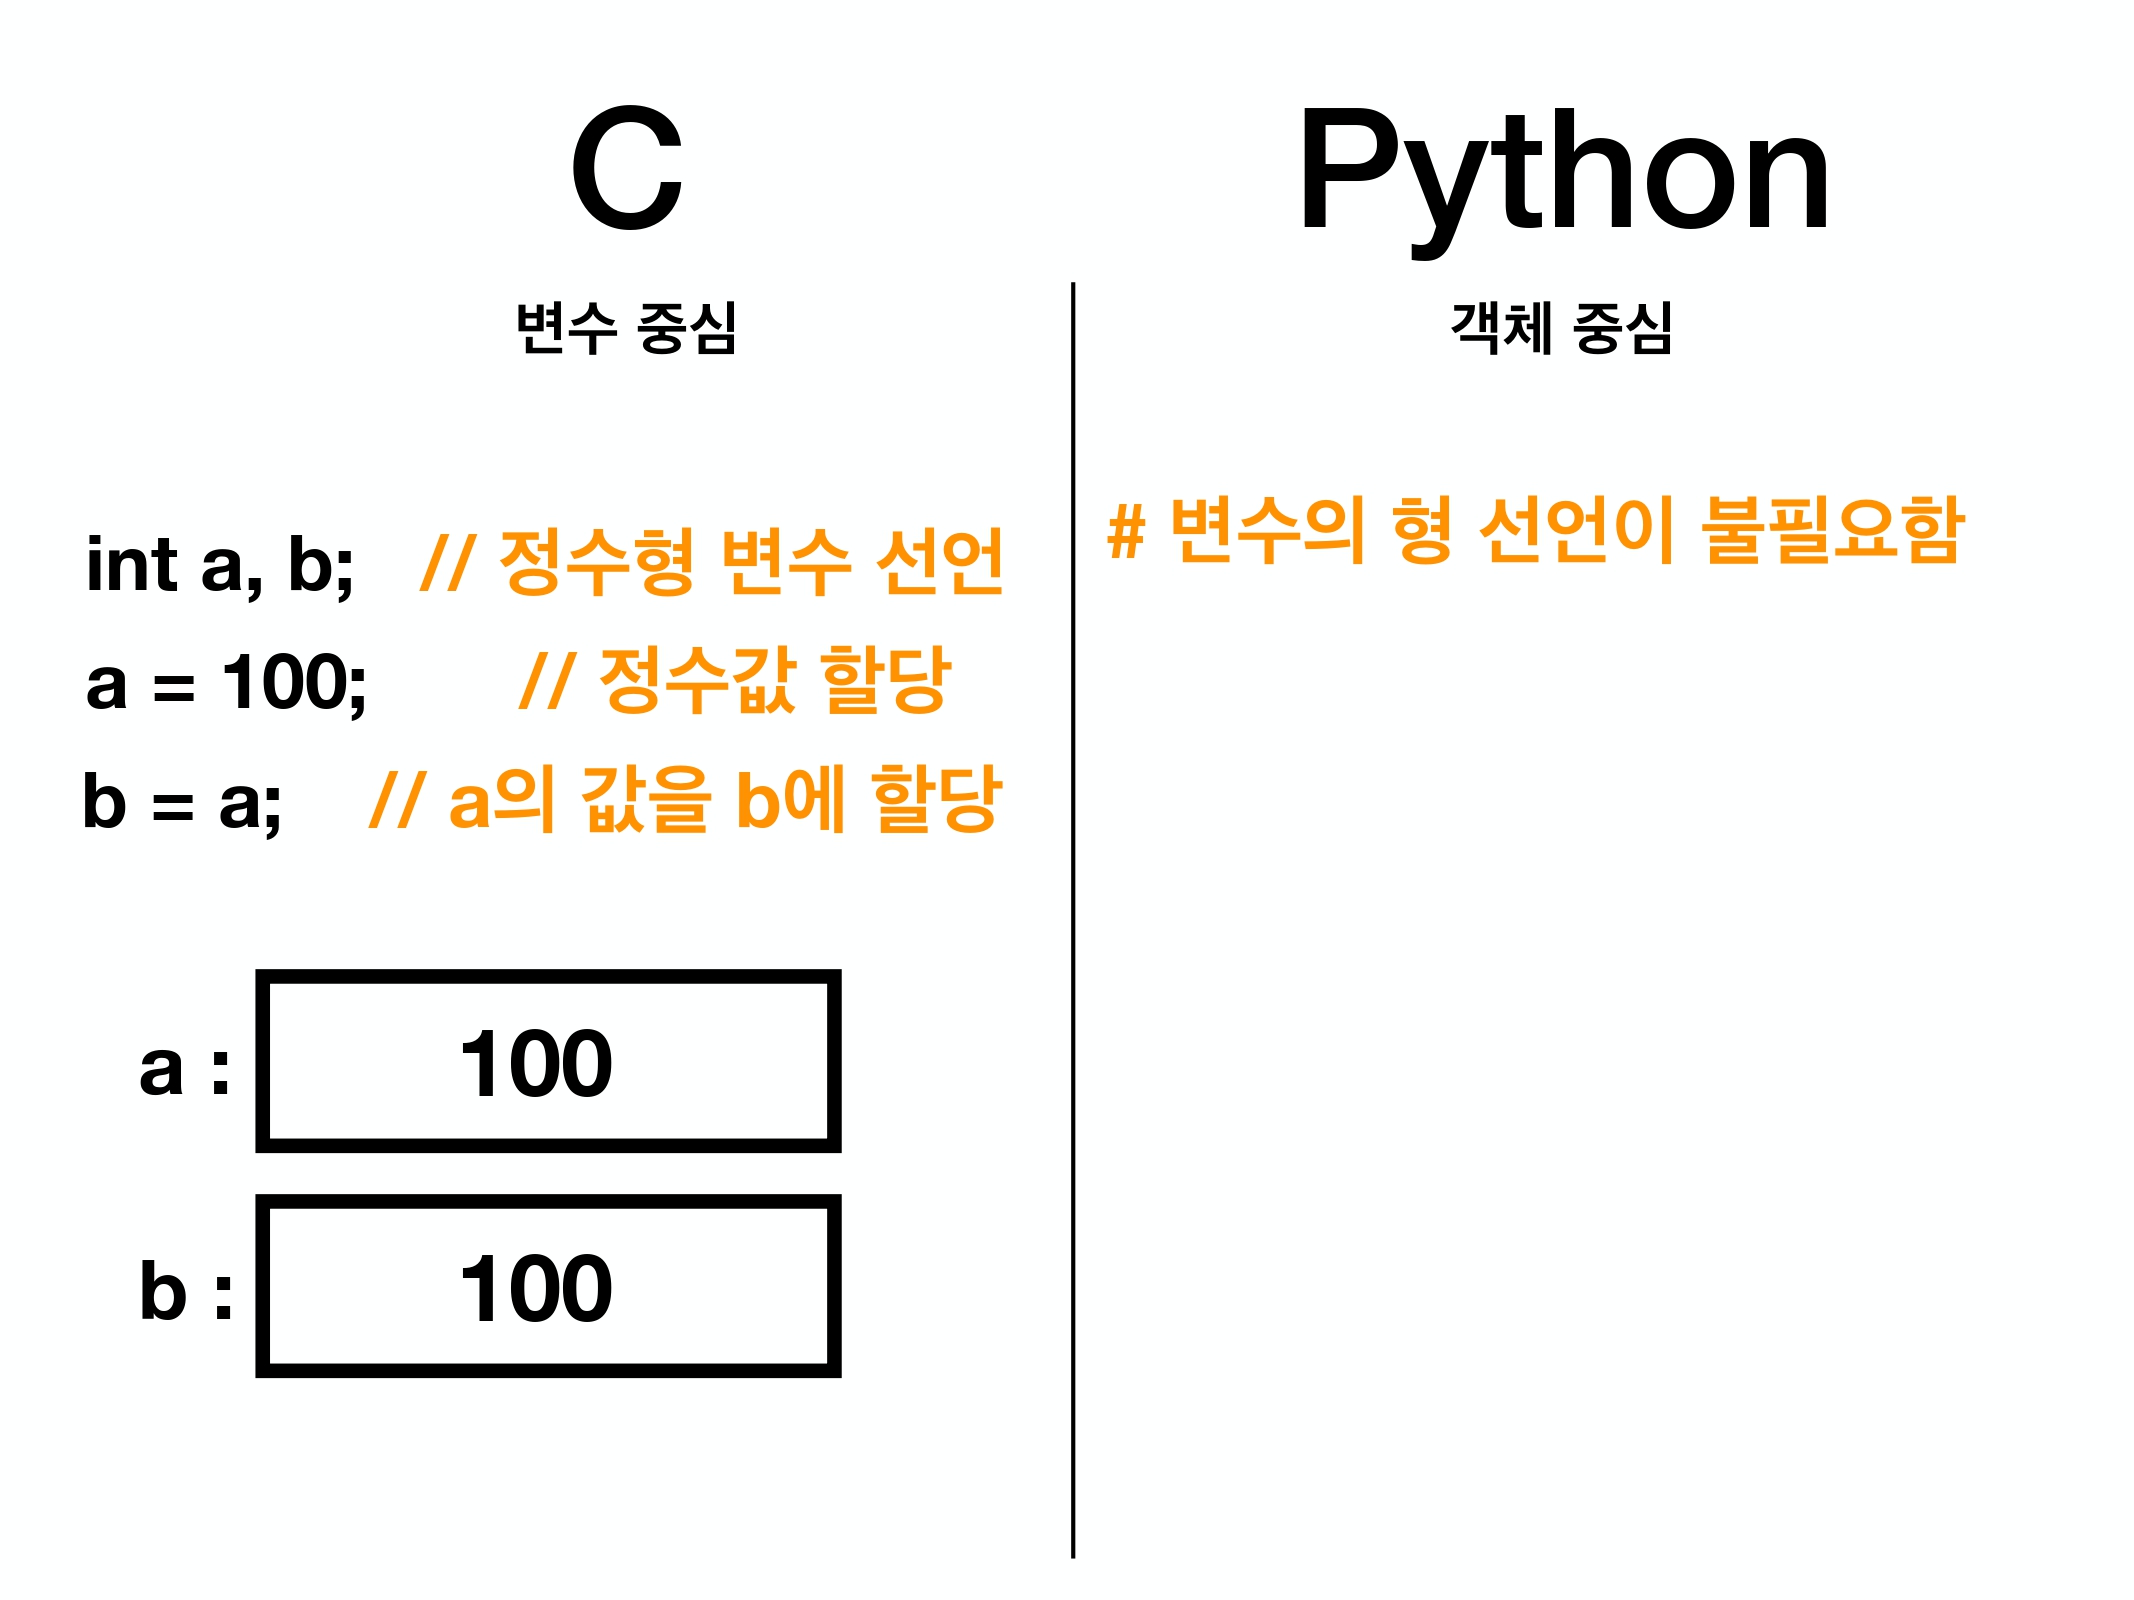 C
변수 중심
int a, b; // 정수형 변수 선언
a = 100; // 정수값 할당
b = a; // a의 값을 b에 할당
a : 100
b : 100
Python
객체 중심
# 변수의 형 선언이 불필요함